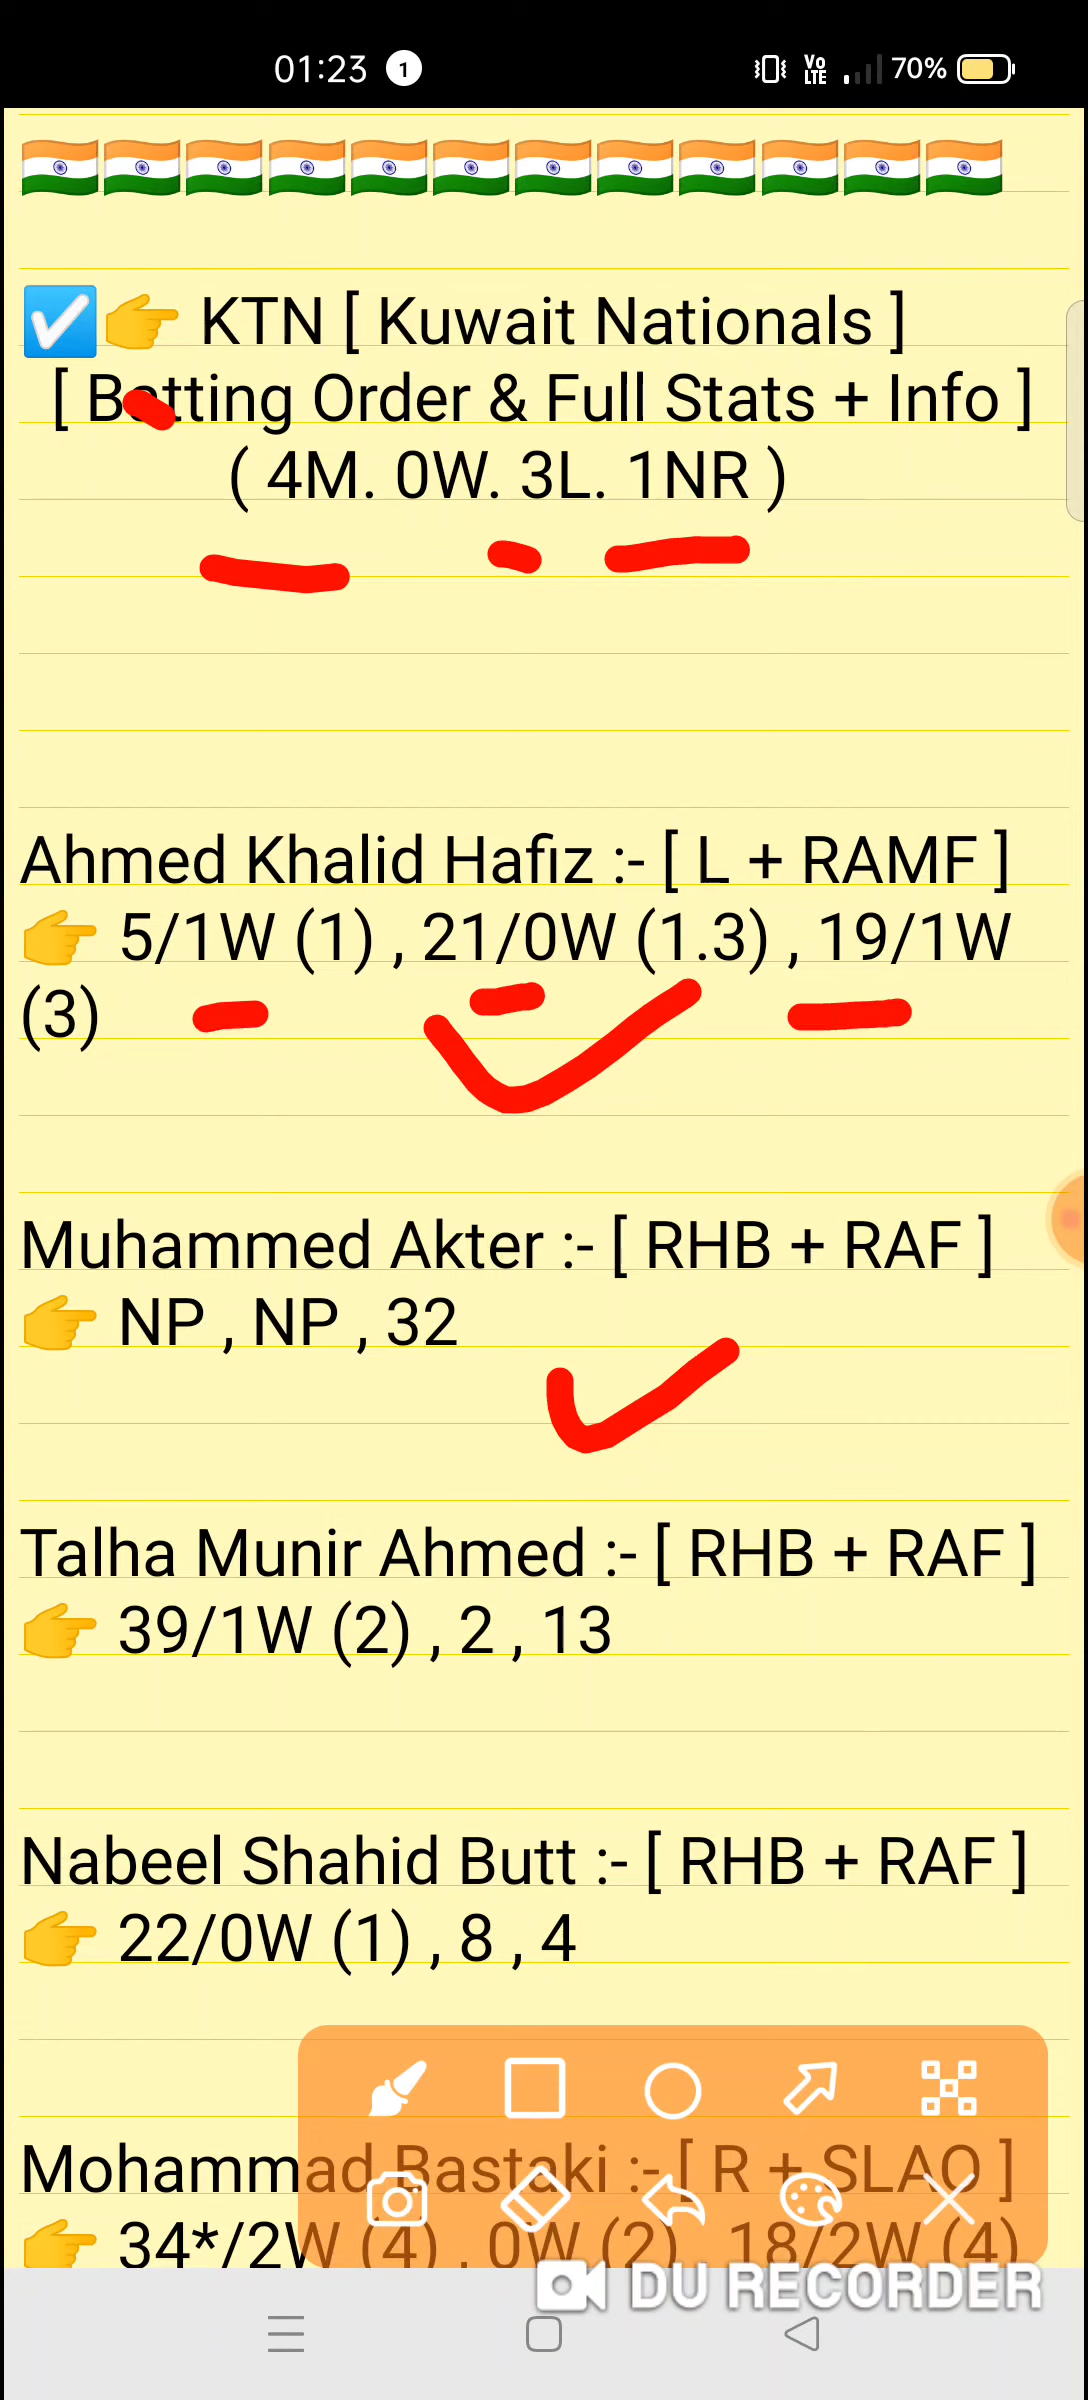 01:23 1 Vo LTE 70%
KTN [ Kuwait Nationals ]
[ Batting Order & Full Stats + Info ]
( 4M. 0W. 3L. 1NR )
Ahmed Khalid Hafiz :- [ L + RAMF ]
5/1W (1) , 21/0W (1.3) , 19/1W
(3)
Muhammed Akter :- [ RHB + RAF ]
NP , NP , 32
Talha Munir Ahmed :- [ RHB + RAF ]
39/1W (2) , 2 , 13
Nabeel Shahid Butt :- [ RHB + RAF ]
22/0W (1) , 8 , 4
Mohammad Bastaki :- [ R + SLAO ]
34*/2W (4) , 0W (2) , 18/2W (4)
DU RECORDER